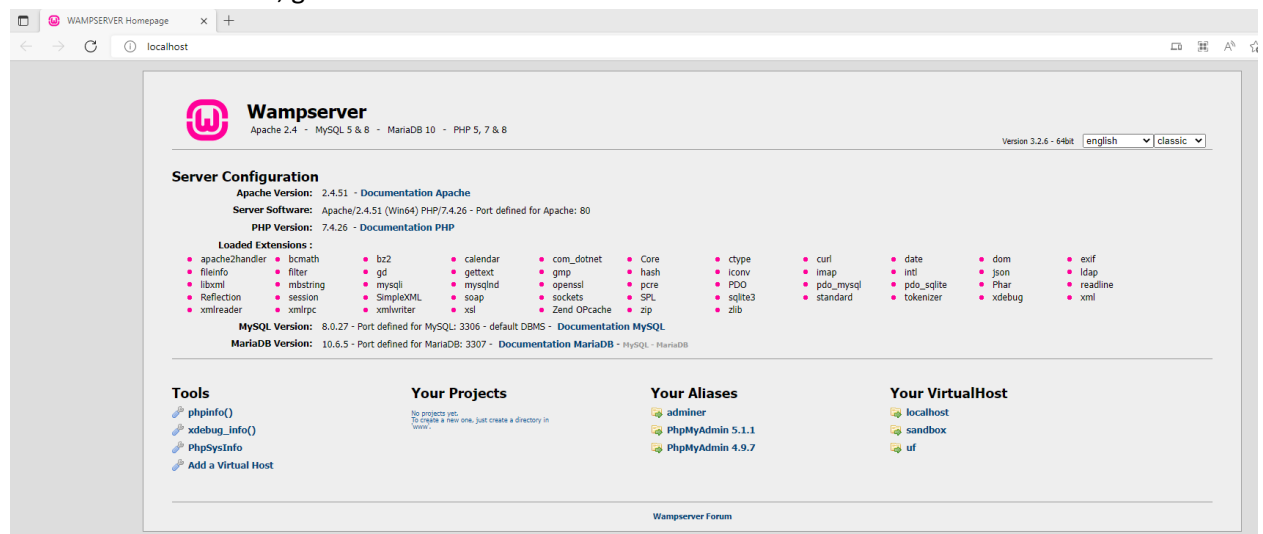 WAMPSERVER Homepage
localhost
Wampserver
Apache 2.4 - MySQL 5 & 8 - MariaDB 10 - PHP 5, 7 & 8
Version 3.2.6 - 64bit english classic
Server Configuration
Apache Version: 2.4.51 - Documentation Apache
Server Software: Apache/2.4.51 (Win64) PHP/7.4.26 - Port defined for Apache: 80
PHP Version: 7.4.26 - Documentation PHP
Loaded Extensions :
apache2handler bcmath bz2 calendar com_dotnet Core ctype curl date dom exif
fileinfo filter gd gettext gmp hash iconv imap intl json ldap
libxml mbstring mysqli mysqlnd openssl pcre PDO pdo_mysql pdo_sqlite Phar readline
Reflection session SimpleXML soap sockets SPL sqlite3 standard tokenizer xdebug xml
xmlreader xmlrpc xmlwriter xsl Zend OPcache zip zlib
MySQL Version: 8.0.27 - Port defined for MySQL: 3306 - default DBMS - Documentation MySQL
MariaDB Version: 10.6.5 - Port defined for MariaDB: 3307 - Documentation MariaDB - MySQL - MariaDB
Tools
phpinfo()
xdebug_info()
PhpSysInfo
Add a Virtual Host
Your Projects
No projects yet.
To create a new one, just create a directory in
'www'.
Your Aliases
adminer
PhpMyAdmin 5.1.1
PhpMyAdmin 4.9.7
Your VirtualHost
localhost
sandbox
uf
Wampserver Forum